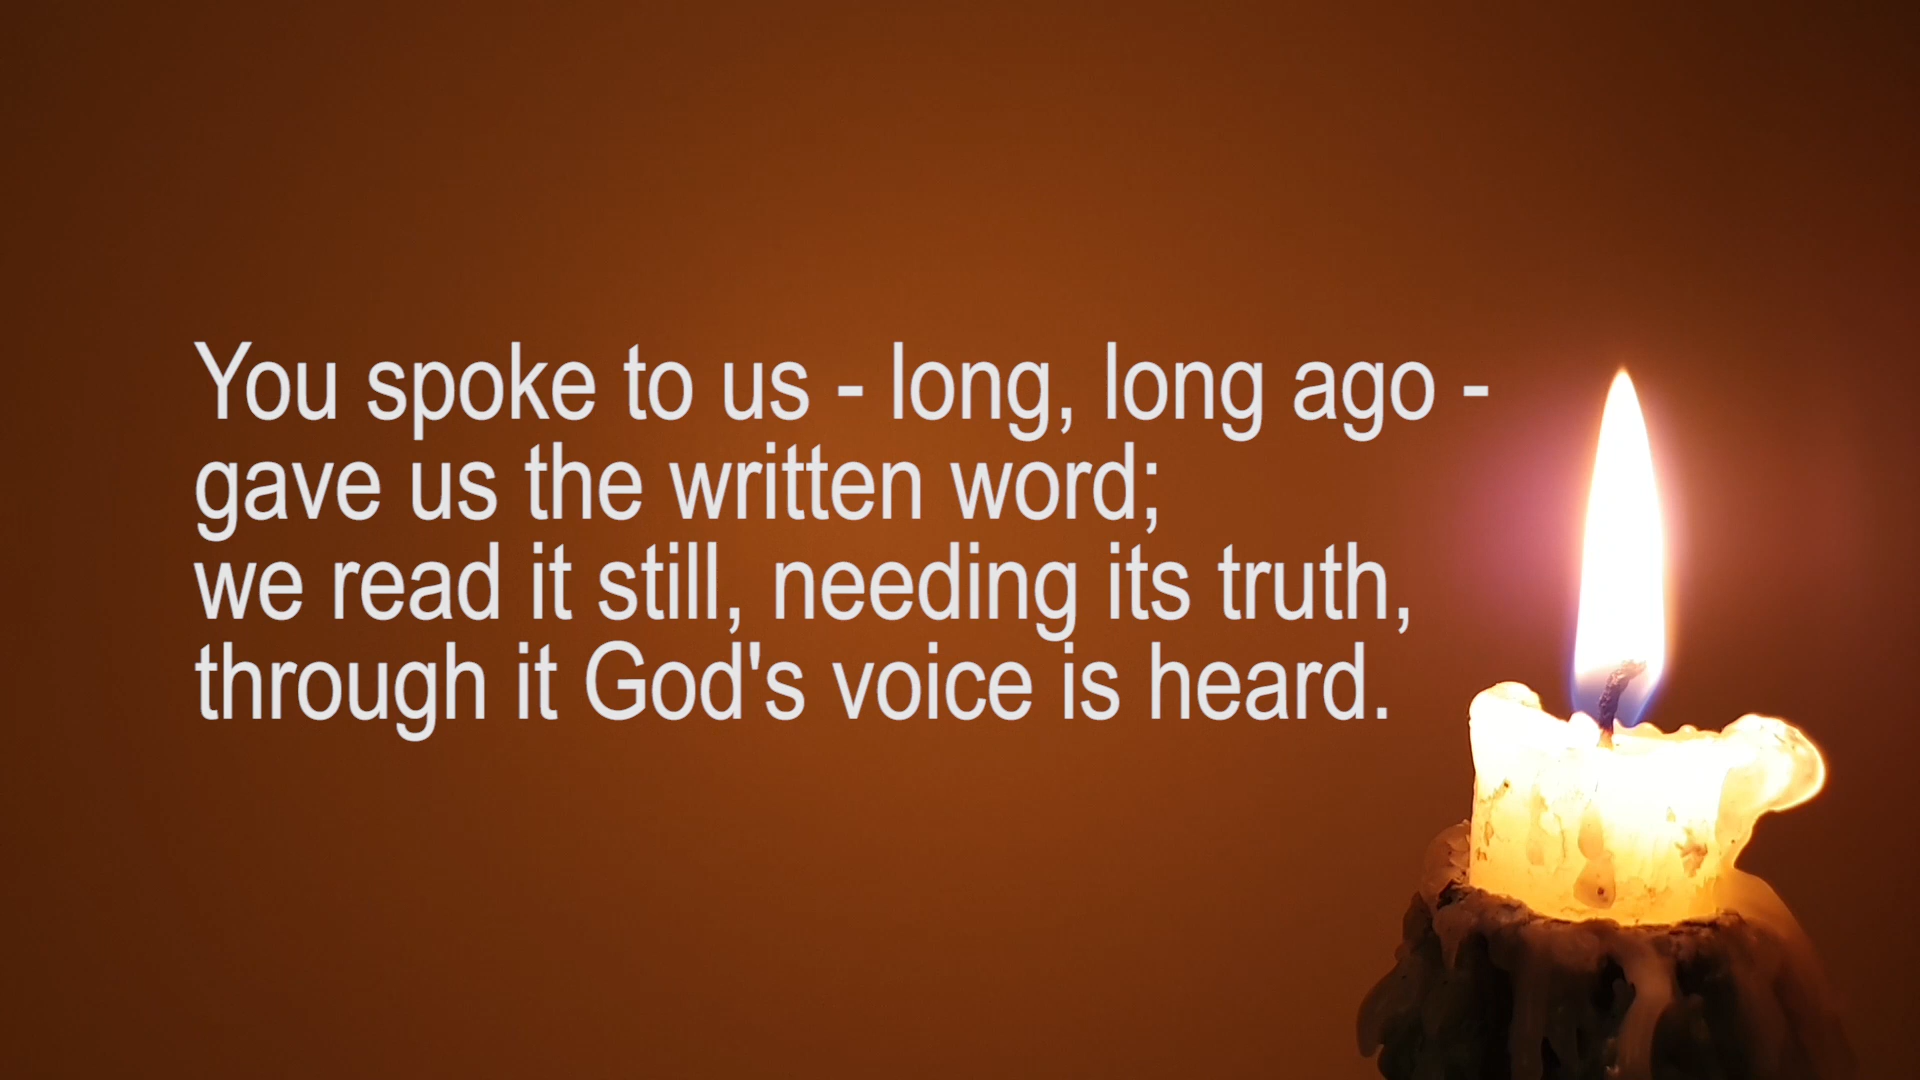 You spoke to us - long, long ago -
gave us the written word;
we read it still, needing its truth,
through it God's voice is heard.